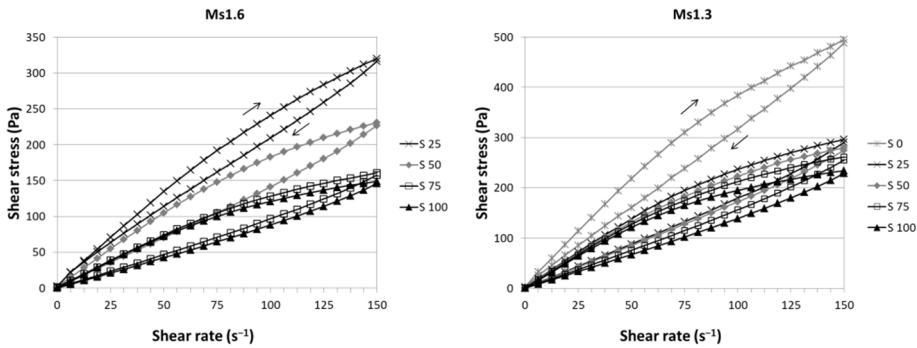 Ms1.6
350
300
250
200
150
100
50
0
Shear stress (Pa)
0 25 50 75 100 125 150
Shear rate (s⁻¹)
S 25
S 50
S 75
S 100
Ms1.3
500
400
300
200
100
0
Shear stress (Pa)
0 25 50 75 100 125 150
Shear rate (s⁻¹)
S 0
S 25
S 50
S 75
S 100